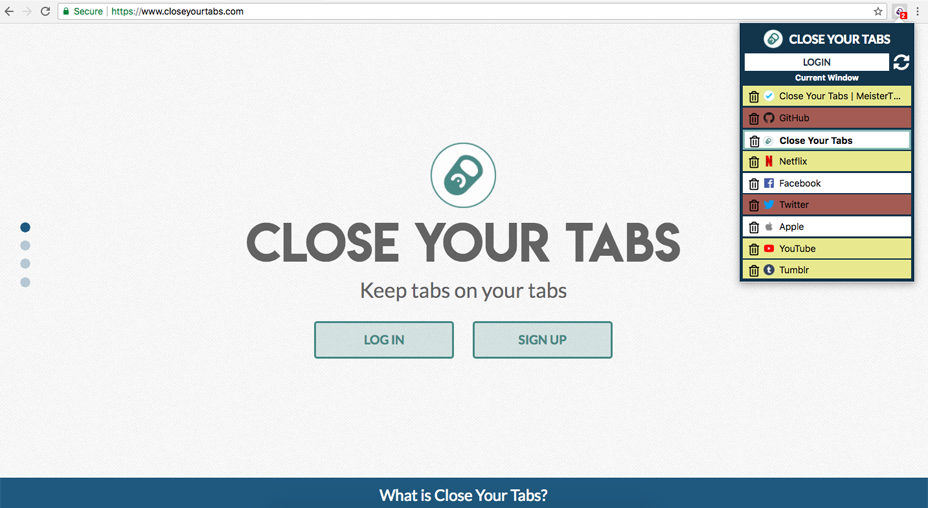 Secure | https://www.closeyourtabs.com
2
CLOSE YOUR TABS
LOGIN
Current Window
Close Your Tabs | MeisterT...
GitHub
Close Your Tabs
Netflix
Facebook
Twitter
Apple
YouTube
Tumblr
CLOSE YOUR TABS
Keep tabs on your tabs
LOG IN
SIGN UP
What is Close Your Tabs?